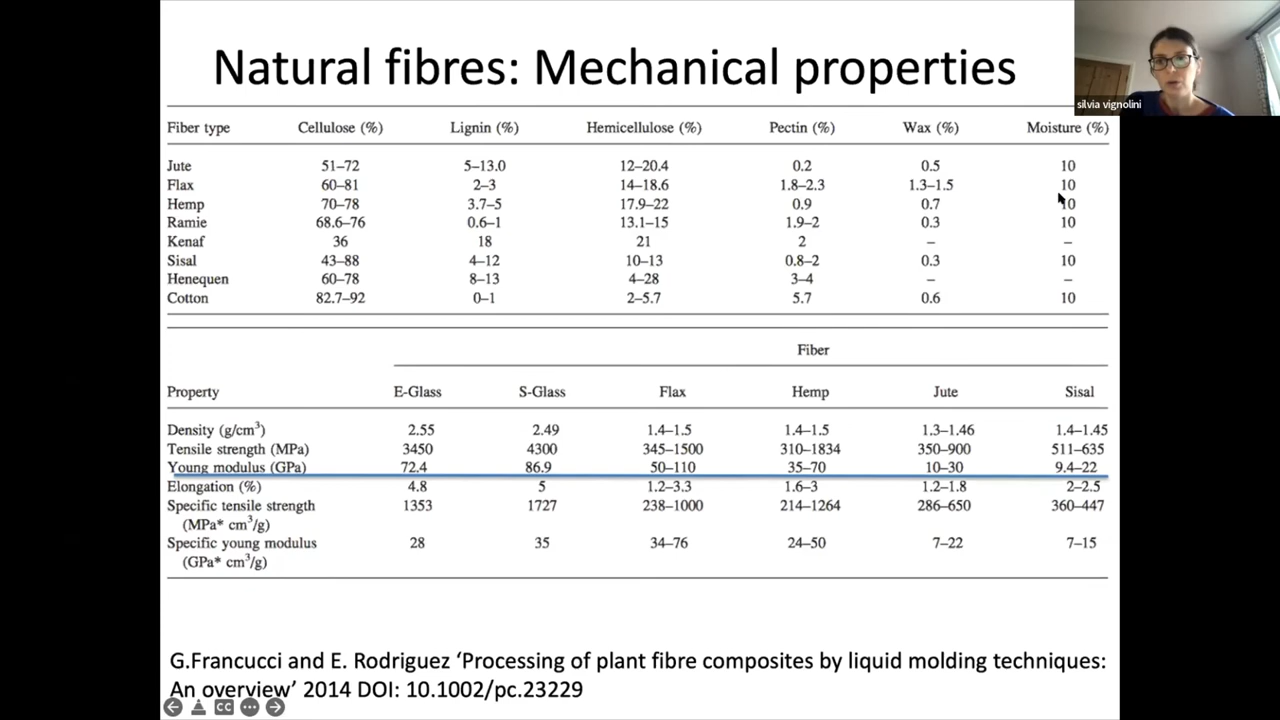 Natural fibres: Mechanical properties
silvia vignolini
Fiber type Cellulose (%) Lignin (%) Hemicellulose (%) Pectin (%) Wax (%) Moisture (%)
Jute 51–72 5–13.0 12–20.4 0.2 0.5 10
Flax 60–81 2–3 14–18.6 1.8–2.3 1.3–1.5 10
Hemp 70–78 3.7–5 17.9–22 0.9 0.7 10
Ramie 68.6–76 0.6–1 13.1–15 1.9–2 0.3 10
Kenaf 36 18 21 2 – –
Sisal 43–88 4–12 10–13 0.8–2 0.3 10
Henequen 60–78 8–13 4–28 3–4 – –
Cotton 82.7–92 0–1 2–5.7 5.7 0.6 10
Fiber
Property E-Glass S-Glass Flax Hemp Jute Sisal
Density (g/cm³) 2.55 2.49 1.4–1.5 1.4–1.5 1.3–1.46 1.4–1.45
Tensile strength (MPa) 3450 4300 345–1500 310–1834 350–900 511–635
Young modulus (GPa) 72.4 86.9 50–110 35–70 10–30 9.4–22
Elongation (%) 4.8 5 1.2–3.3 1.6–3 1.2–1.8 2–2.5
Specific tensile strength 1353 1727 238–1000 214–1264 286–650 360–447
(MPa* cm³/g)
Specific young modulus 28 35 34–76 24–50 7–22 7–15
(GPa* cm³/g)
G.Francucci and E. Rodriguez ‘Processing of plant fibre composites by liquid molding techniques:
An overview’ 2014 DOI: 10.1002/pc.23229
CC